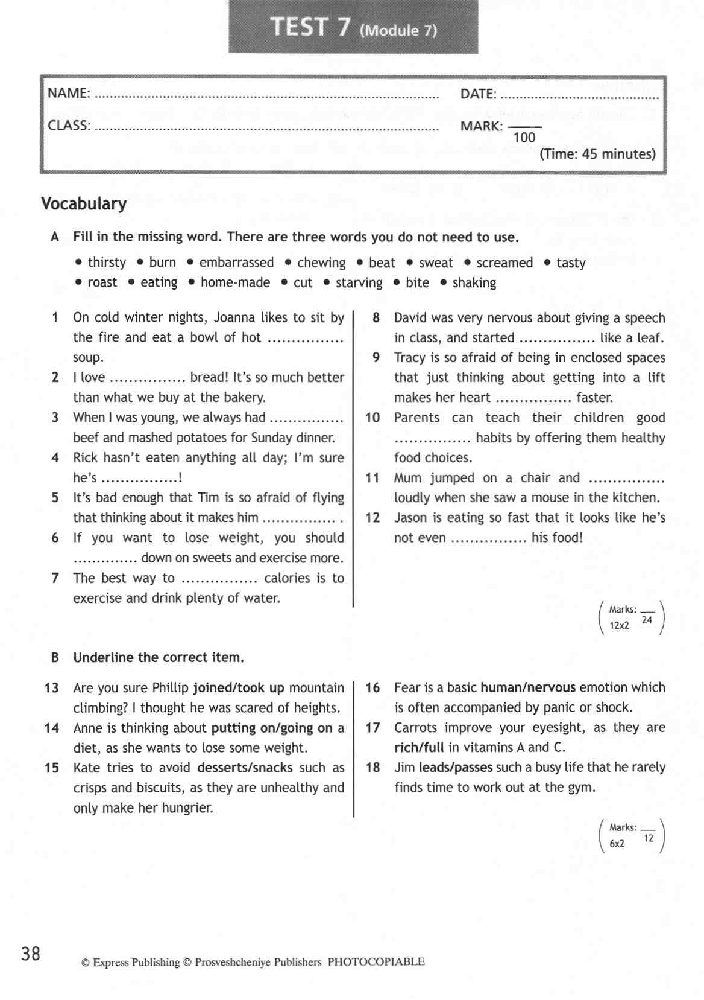 TEST 7 (Module 7)
NAME: ................................................................ DATE: ................................
CLASS: ................................................................ MARK: ____
100
(Time: 45 minutes)
Vocabulary
A Fill in the missing word. There are three words you do not need to use.
• thirsty • burn • embarrassed • chewing • beat • sweat • screamed • tasty
• roast • eating • home-made • cut • starving • bite • shaking
1 On cold winter nights, Joanna likes to sit by
the fire and eat a bowl of hot ................
soup.
2 I love ................ bread! It's so much better
than what we buy at the bakery.
3 When I was young, we always had ................
beef and mashed potatoes for Sunday dinner.
4 Rick hasn't eaten anything all day; I'm sure
he's ................!
5 It's bad enough that Tim is so afraid of flying
that thinking about it makes him ................ .
6 If you want to lose weight, you should
.............. down on sweets and exercise more.
7 The best way to ................ calories is to
exercise and drink plenty of water.
8 David was very nervous about giving a speech
in class, and started ................ like a leaf.
9 Tracy is so afraid of being in enclosed spaces
that just thinking about getting into a lift
makes her heart ................ faster.
10 Parents can teach their children good
................ habits by offering them healthy
food choices.
11 Mum jumped on a chair and ................
loudly when she saw a mouse in the kitchen.
12 Jason is eating so fast that it looks like he's
not even ................ his food!
Marks: ___
12x2 24
B Underline the correct item.
13 Are you sure Phillip joined/took up mountain
climbing? I thought he was scared of heights.
14 Anne is thinking about putting on/going on a
diet, as she wants to lose some weight.
15 Kate tries to avoid desserts/snacks such as
crisps and biscuits, as they are unhealthy and
only make her hungrier.
16 Fear is a basic human/nervous emotion which
is often accompanied by panic or shock.
17 Carrots improve your eyesight, as they are
rich/full in vitamins A and C.
18 Jim leads/passes such a busy life that he rarely
finds time to work out at the gym.
Marks: ___
6x2 12
38
© Express Publishing © Prosveshcheniye Publishers PHOTOCOPIABLE